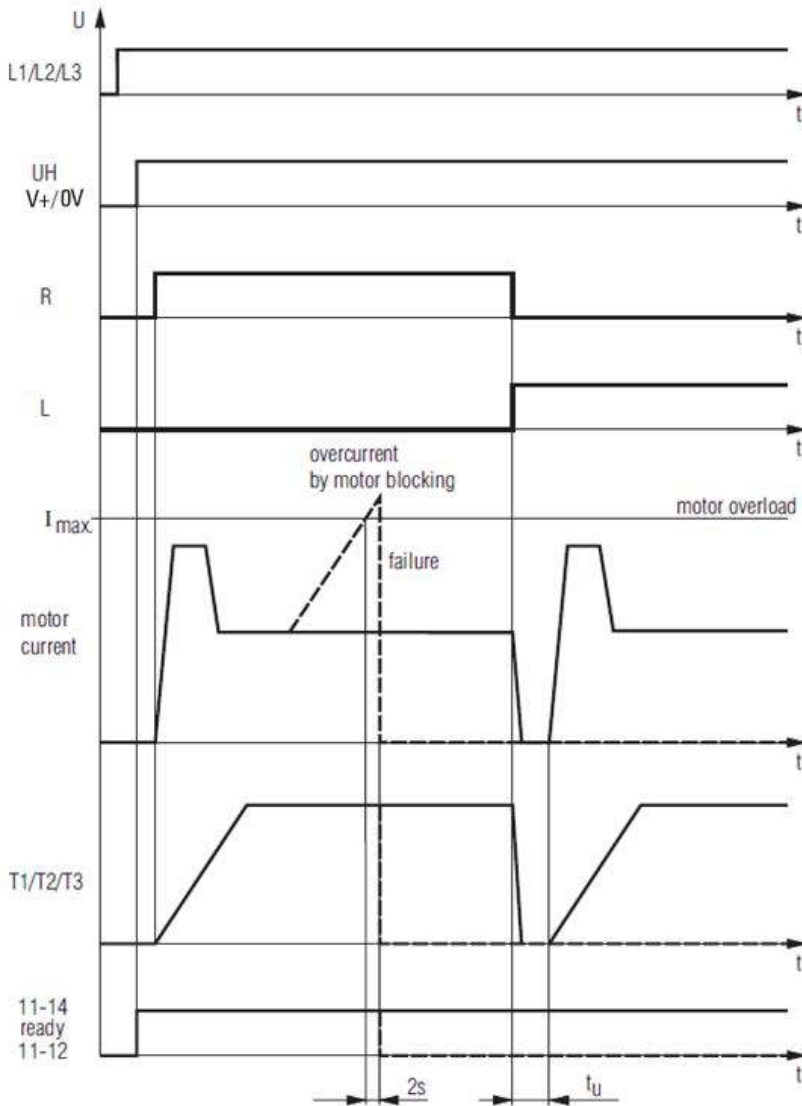 U
L1/L2/L3
t
UH
V+/0V
t
R
t
L
t
overcurrent
by motor blocking
motor overload
I max.
failure
motor
current
t
T1/T2/T3
t
11-14
ready
11-12
t
2s
tu